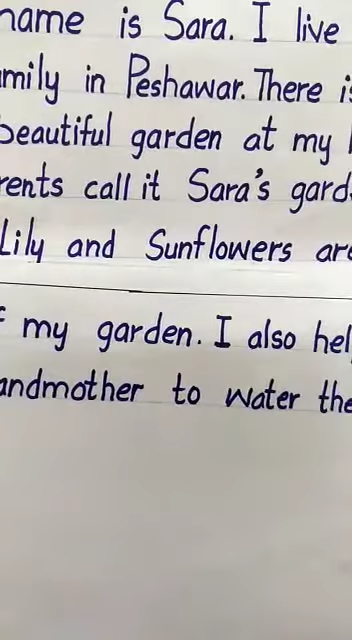 name is Sara. I live
mily in Peshawar. There is
beautiful garden at my
rents call it Sara's gard
Lily and Sunflowers are
my garden. I also hel
andmother to water the